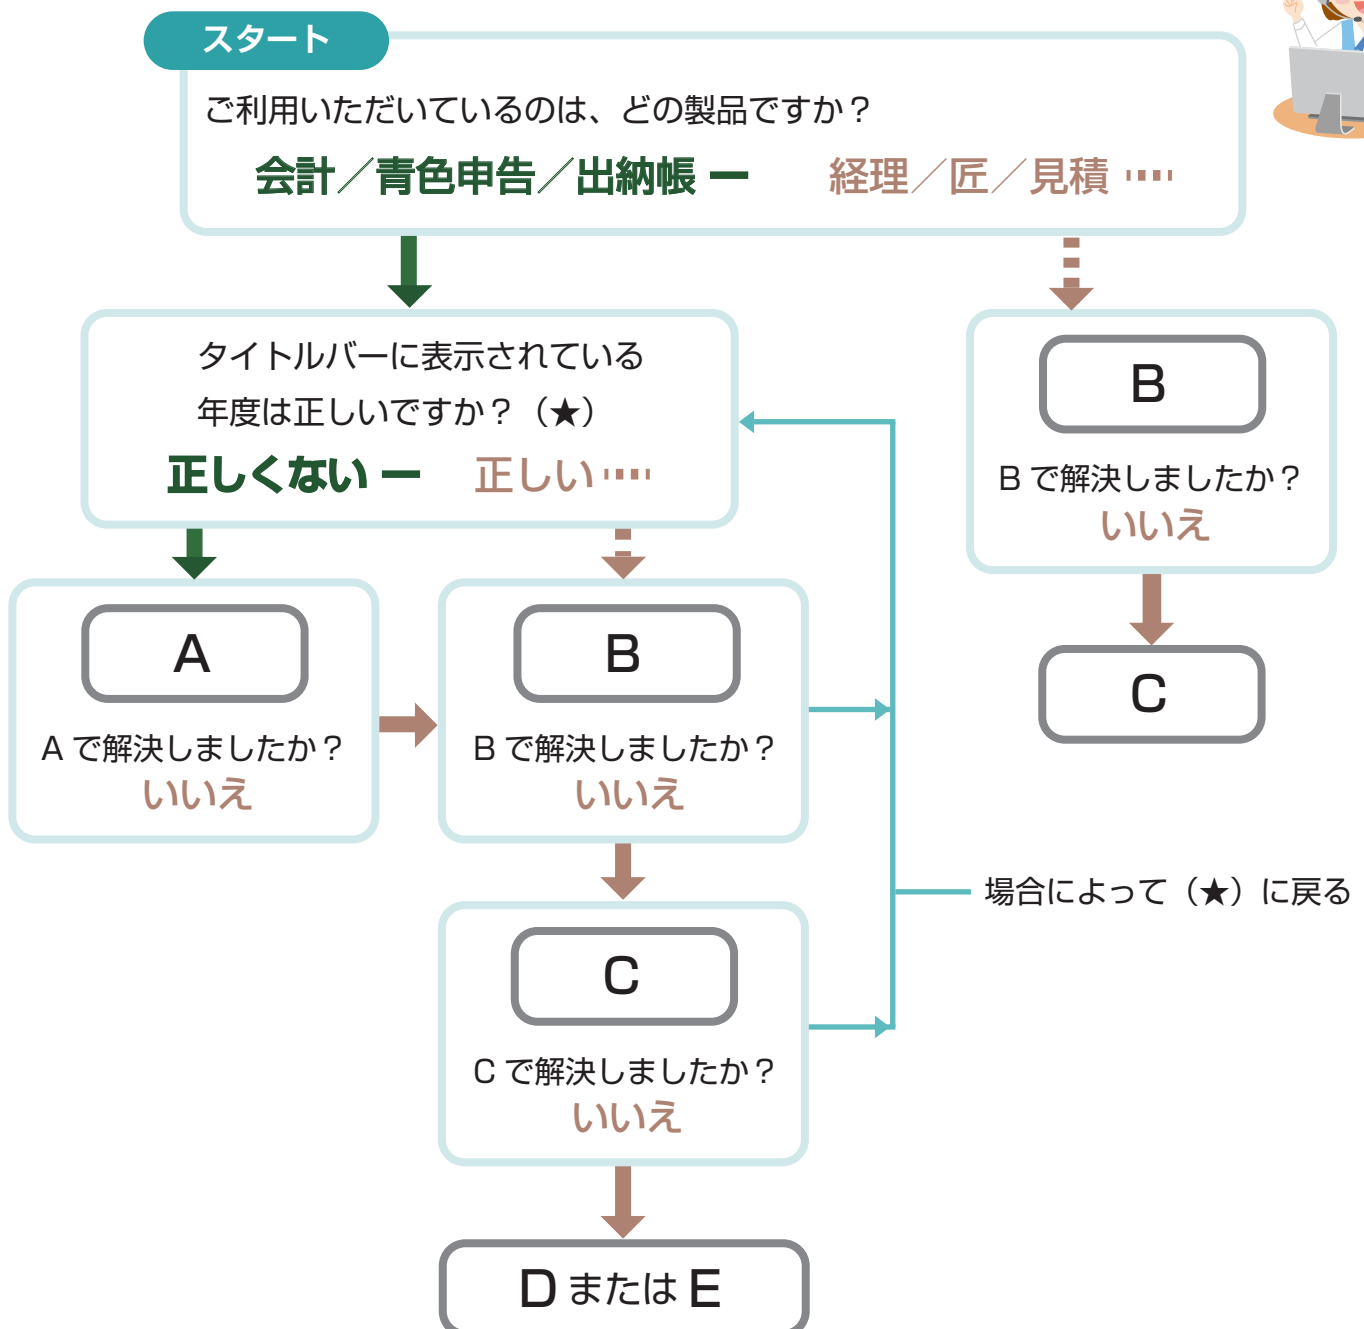 スタート
ご利用いただいているのは、どの製品ですか？
会計／青色申告／出納帳
経理／匠／見積
タイトルバーに表示されている
年度は正しいですか？（★）
正しくない
正しい
B
B で解決しましたか？
いいえ
C
A
A で解決しましたか？
いいえ
B
B で解決しましたか？
いいえ
場合によって（★）に戻る
C
C で解決しましたか？
いいえ
D または E